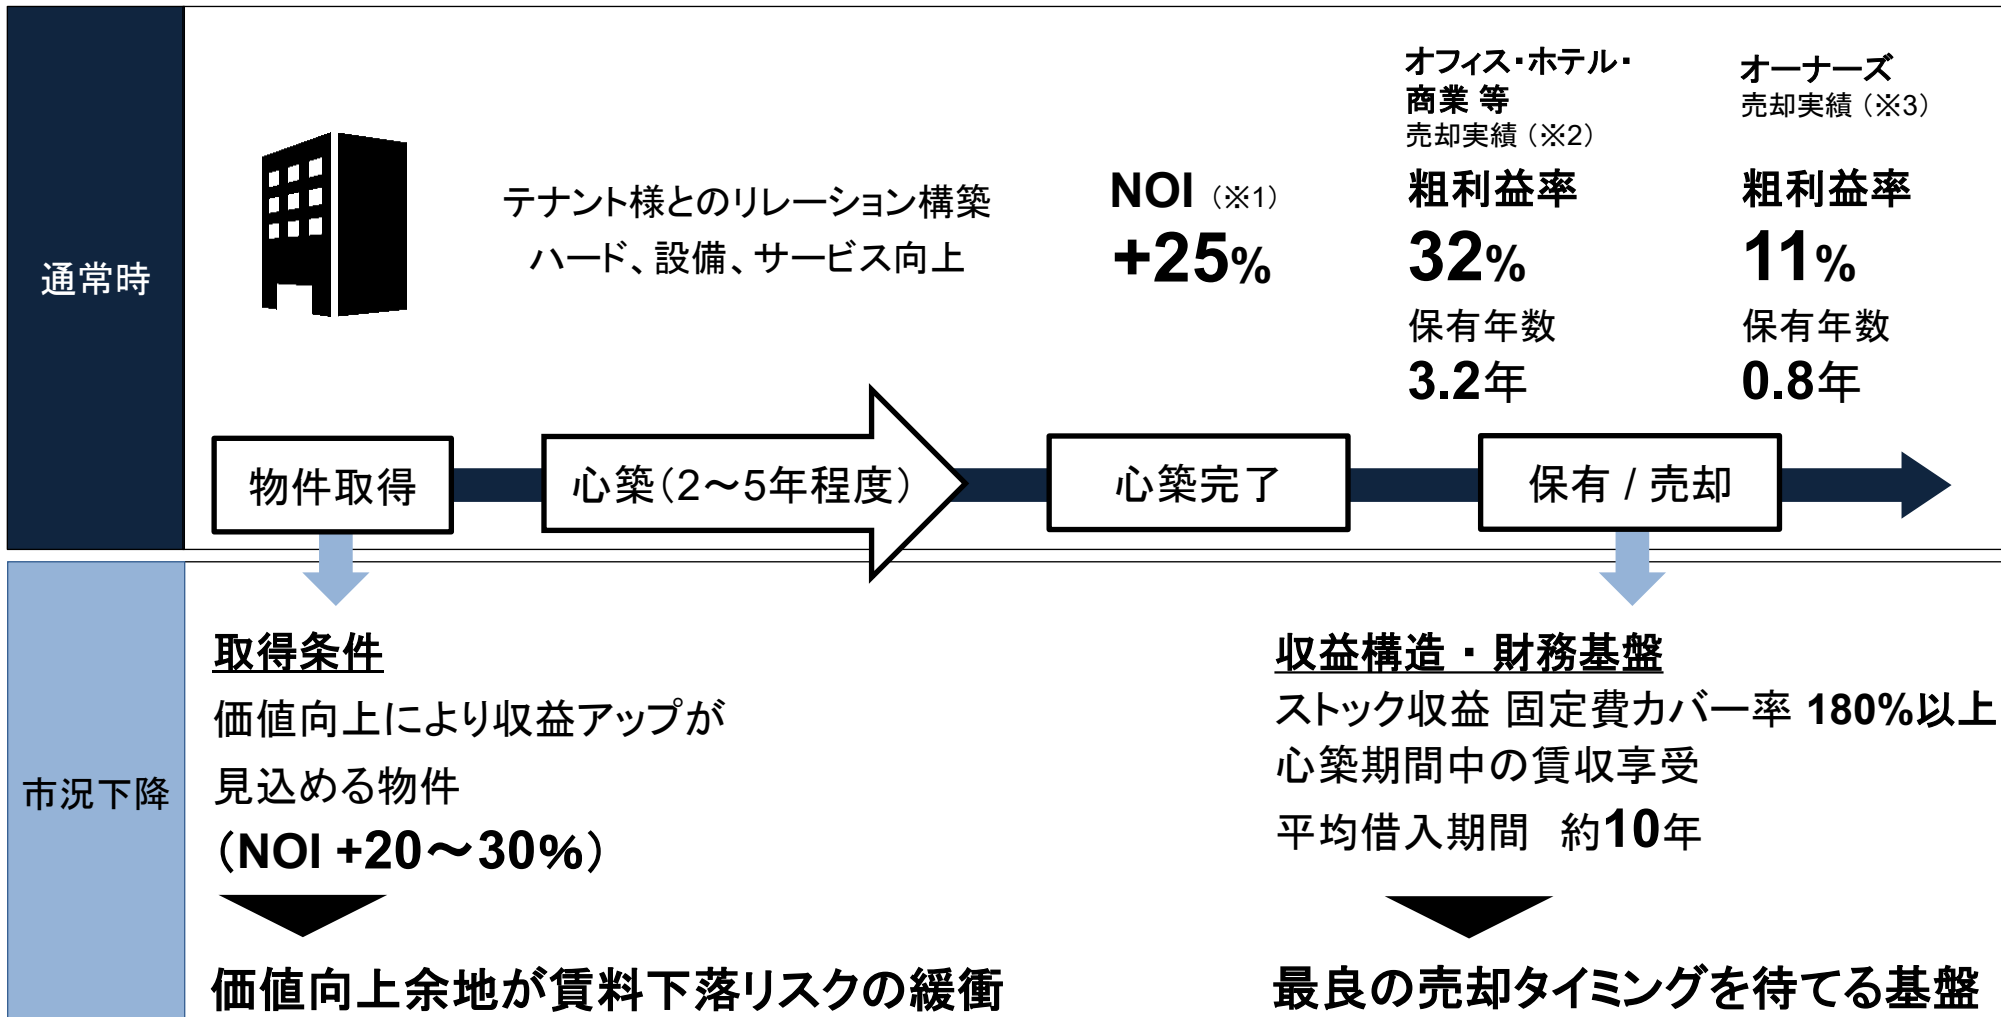 通常時
テナント様とのリレーション構築
ハード、設備、サービス向上
NOI（※1）
+25%
オフィス・ホテル・
商業 等
売却実績（※2）
粗利益率
32%
保有年数
3.2年
オーナーズ
売却実績（※3）
粗利益率
11%
保有年数
0.8年
物件取得
心築（2～5年程度）
心築完了
保有 / 売却
市況下降
取得条件
価値向上により収益アップが
見込める物件
（NOI +20～30%）
価値向上余地が賃料下落リスクの緩衝
収益構造・財務基盤
ストック収益 固定費カバー率 180%以上
心築期間中の賃収享受
平均借入期間　約10年
最良の売却タイミングを待てる基盤